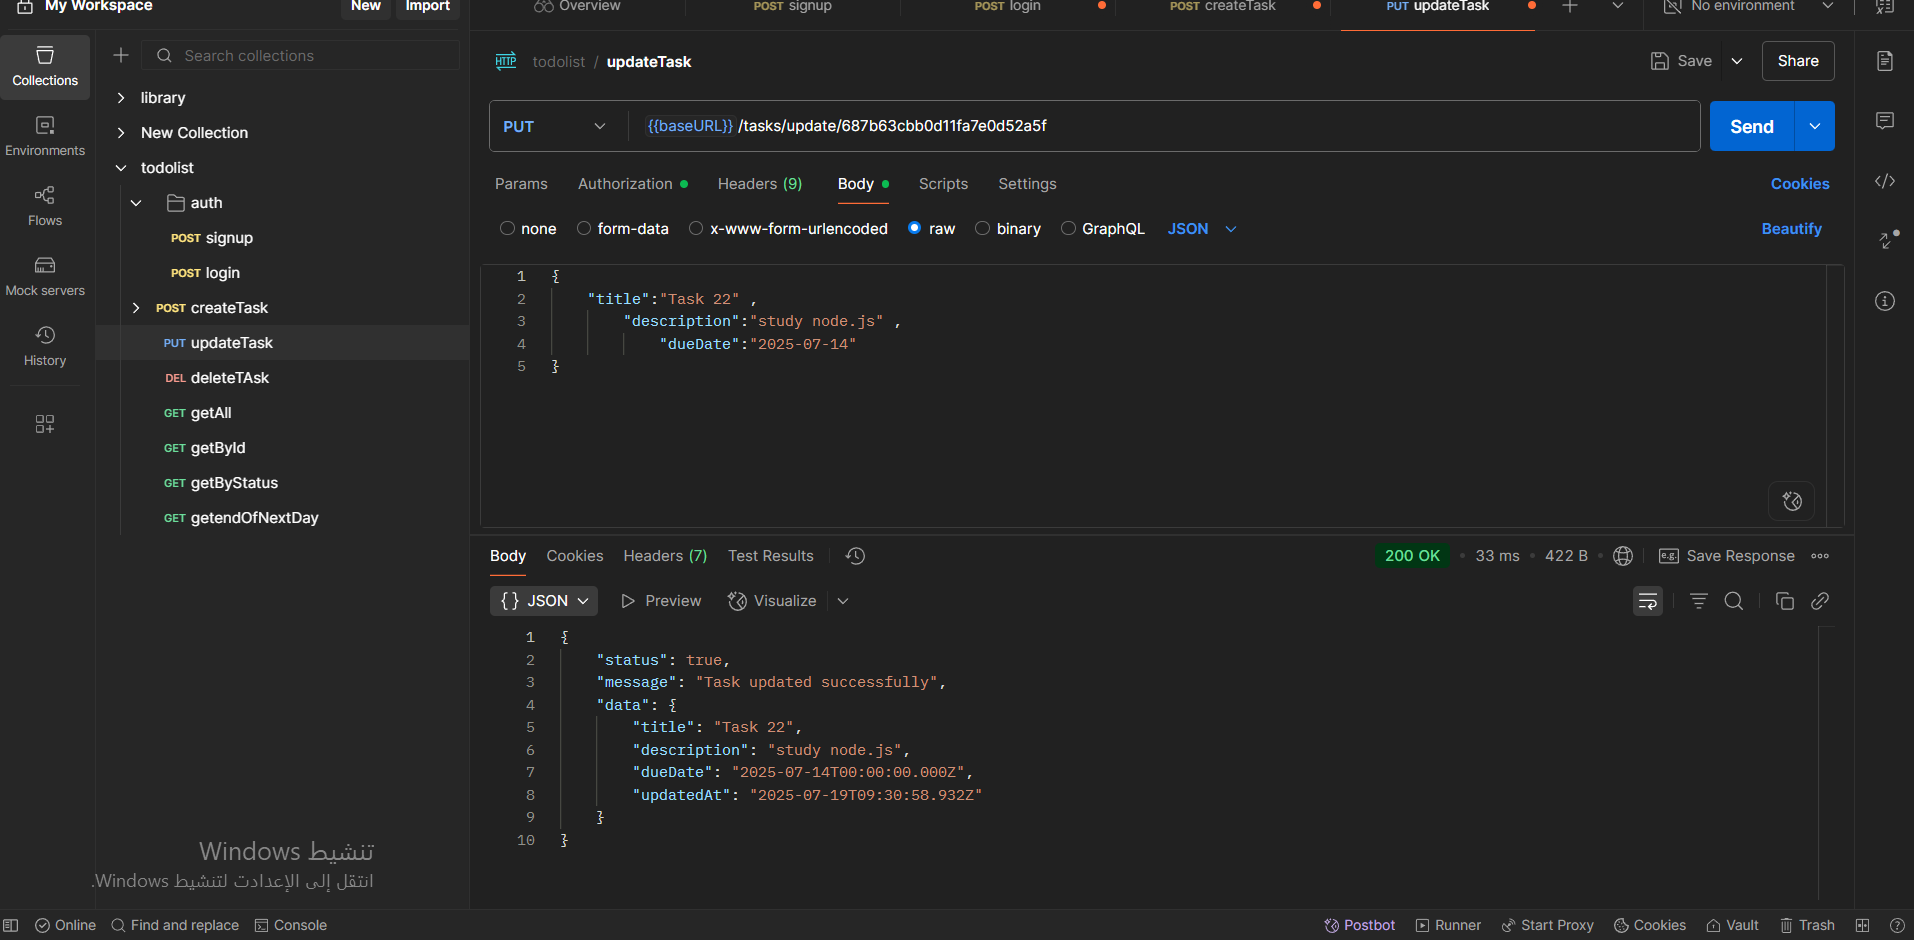 My Workspace
New
Import
Overview
POST signup
POST login
POST createTask
PUT updateTask
No environment
Collections
Environments
Flows
Mock servers
History
Search collections
library
New Collection
todolist
auth
POST signup
POST login
POST createTask
PUT updateTask
DEL deleteTAsk
GET getAll
GET getById
GET getByStatus
GET getendOfNextDay
HTTP todolist / updateTask
Save
Share
PUT
{{baseURL}}/tasks/update/687b63cbb0d11fa7e0d52a5f
Send
Params
Authorization
Headers (9)
Body
Scripts
Settings
Cookies
none
form-data
x-www-form-urlencoded
raw
binary
GraphQL
JSON
Beautify
1 {
2 "title":"Task 22" ,
3 "description":"study node.js" ,
4 "dueDate":"2025-07-14"
5 }
Body
Cookies
Headers (7)
Test Results
200 OK
33 ms
422 B
e.g. Save Response
{} JSON
Preview
Visualize
1 {
2 "status": true,
3 "message": "Task updated successfully",
4 "data": {
5 "title": "Task 22",
6 "description": "study node.js",
7 "dueDate": "2025-07-14T00:00:00.000Z",
8 "updatedAt": "2025-07-19T09:30:58.932Z"
9 }
10 }
تنشيط Windows
انتقل إلى الإعدادت لتنشيط Windows.
Online
Find and replace
Console
Postbot
Runner
Start Proxy
Cookies
Vault
Trash